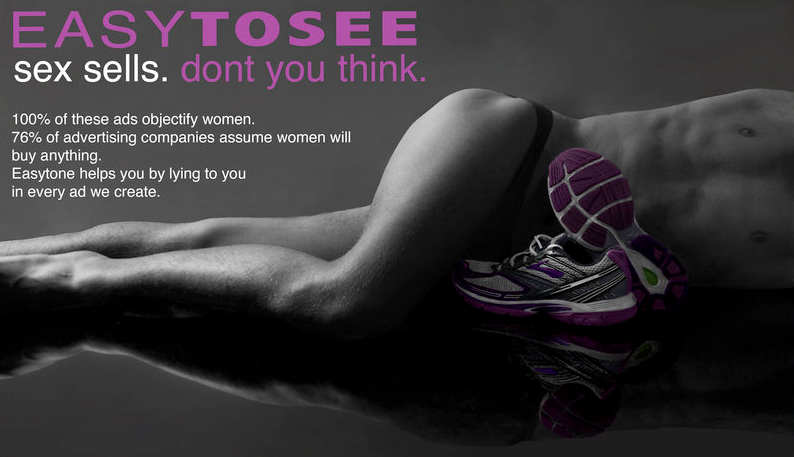 EASYTOSEE
sex sells. dont you think.
100% of these ads objectify women.
76% of advertising companies assume women will
buy anything.
Easytone helps you by lying to you
in every ad we create.